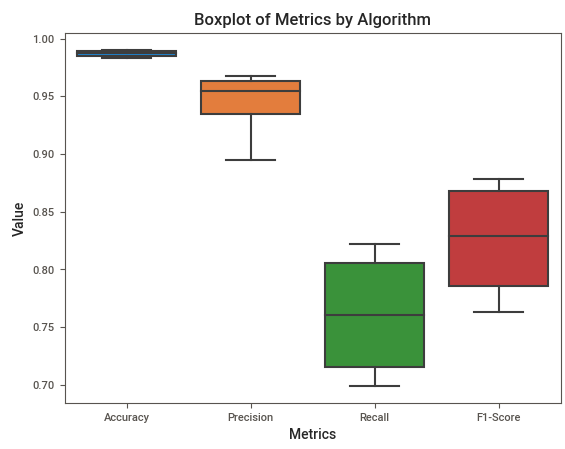 Boxplot of Metrics by Algorithm
1.00
0.95
0.90
0.85
0.80
0.75
0.70
Value
Accuracy Precision Recall F1-Score
Metrics